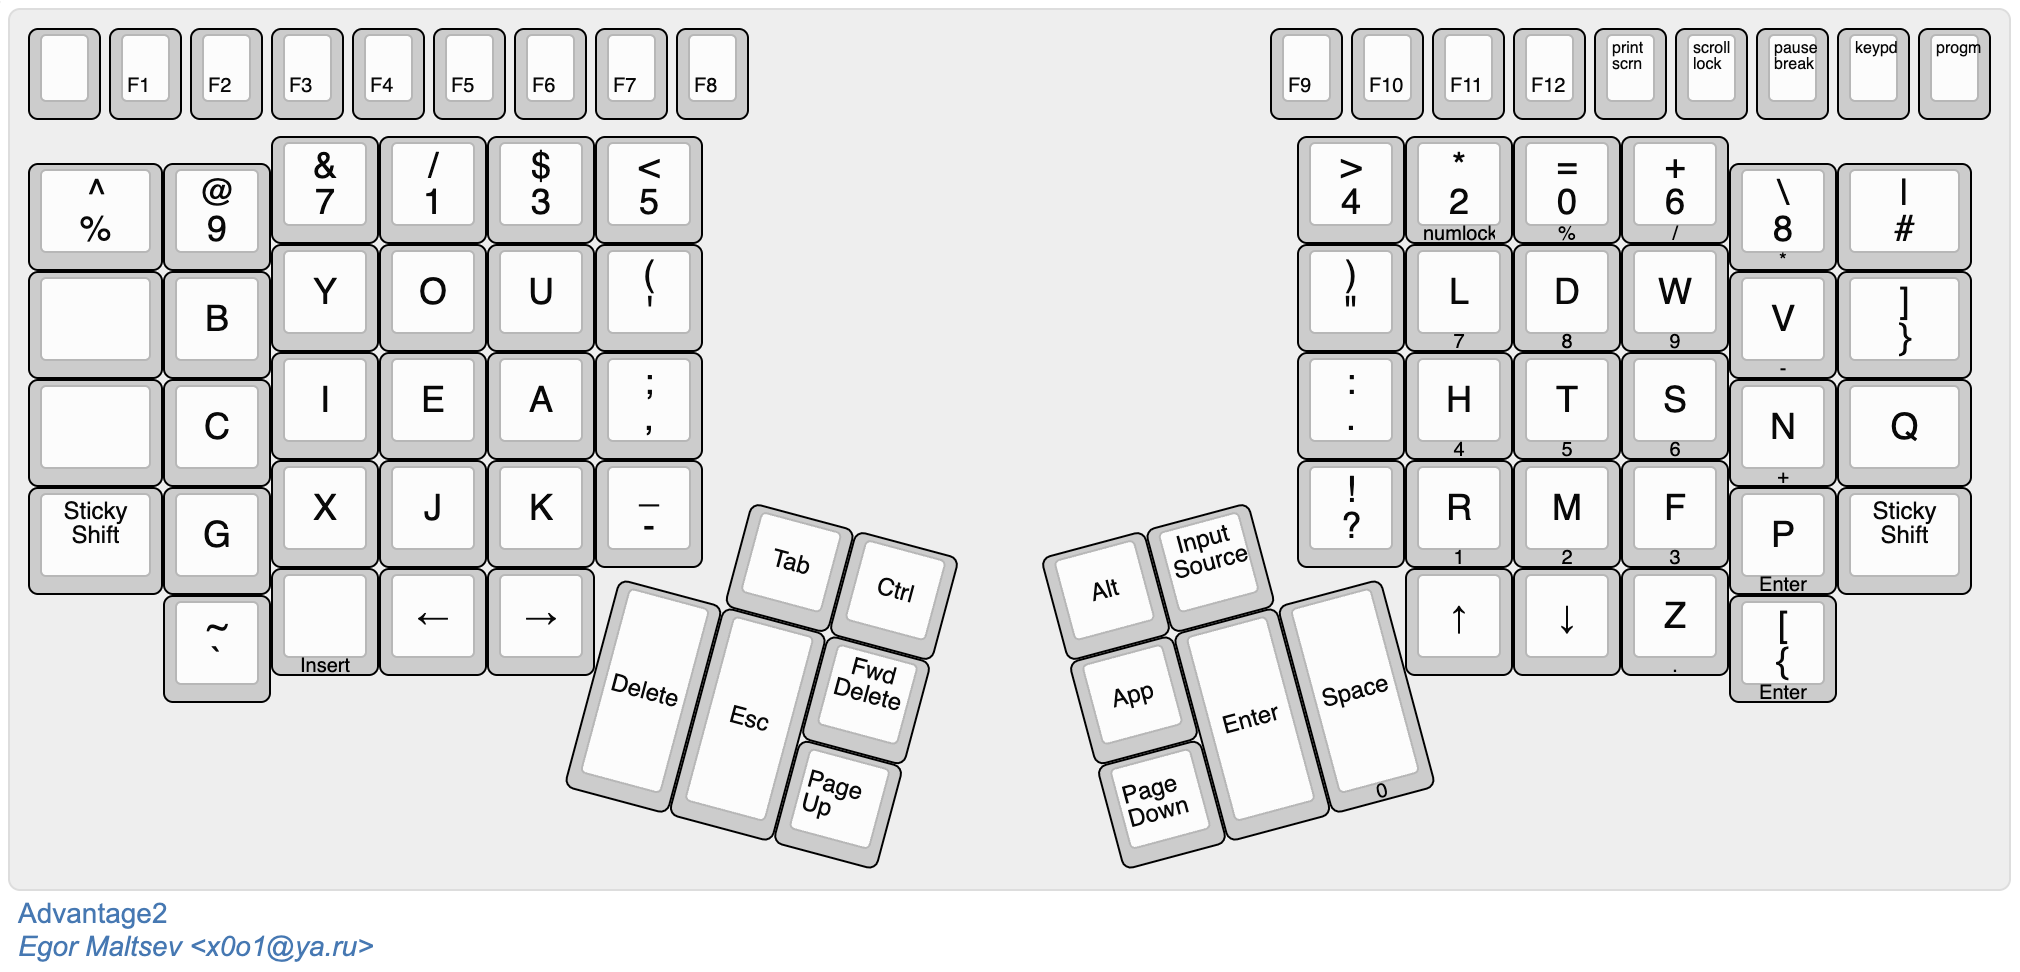 F1 F2 F3 F4 F5 F6 F7 F8 F9 F10 F11 F12 print scrn scroll lock pause break keypd progm
^ %
@ 9
& 7
/ 1
$ 3
< 5
> 4
* 2 numlock
= 0 %
+ 6 /
\ 8 *
| #
B
Y
O
U
( '
) "
L 7
D 8
W 9
V -
] }
C
I
E
A
; ,
: .
H 4
T 5
S 6
N +
Q
Sticky Shift
G
X
J
K
_ -
! ?
R 1
M 2
F 3
P Enter
Sticky Shift
~ `
Insert
←
→
↑
↓
Z .
[ { Enter
Tab
Ctrl
Delete
Esc
Fwd Delete
Page Up
Alt
Input Source
App
Enter
Space 0
Page Down
Advantage2
Egor Maltsev <x0o1@ya.ru>